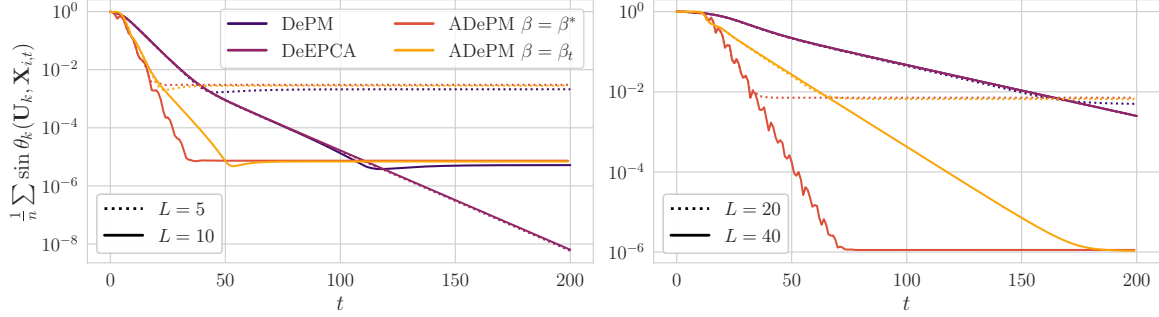 DePM
DeEPCA
ADePM β = β*
ADePM β = β_t
L = 5
L = 10
10^0
10^−2
10^−4
10^−6
10^−8
0
50
100
150
200
t
1/n ∑ sin θ_k(U_k, X_{i,t})
L = 20
L = 40
10^0
10^−2
10^−4
10^−6
0
50
100
150
200
t